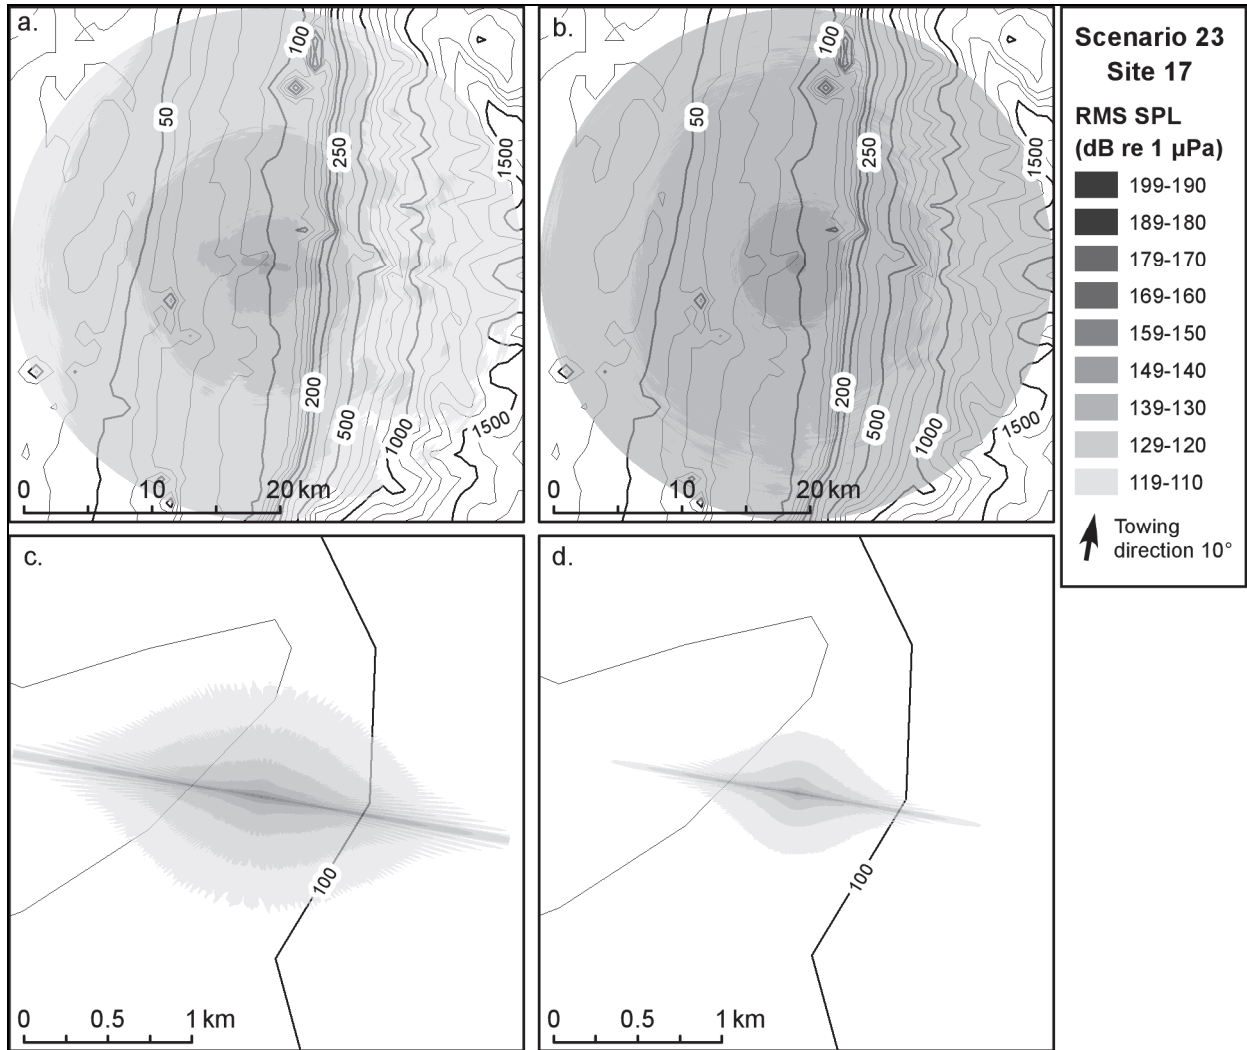 a.
100
50
250
1500
200
500
1000
1500
0 10 20 km
b.
100
50
250
1500
200
500
1000
1500
0 10 20 km
Scenario 23
Site 17
RMS SPL
(dB re 1 µPa)
199-190
189-180
179-170
169-160
159-150
149-140
139-130
129-120
119-110
Towing
direction 10°
c.
100
0 0.5 1 km
d.
100
0 0.5 1 km